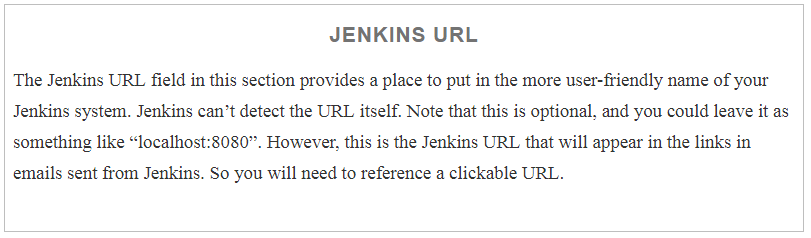 JENKINS URL
The Jenkins URL field in this section provides a place to put in the more user-friendly name of your
Jenkins system. Jenkins can’t detect the URL itself. Note that this is optional, and you could leave it as
something like “localhost:8080”. However, this is the Jenkins URL that will appear in the links in
emails sent from Jenkins. So you will need to reference a clickable URL.